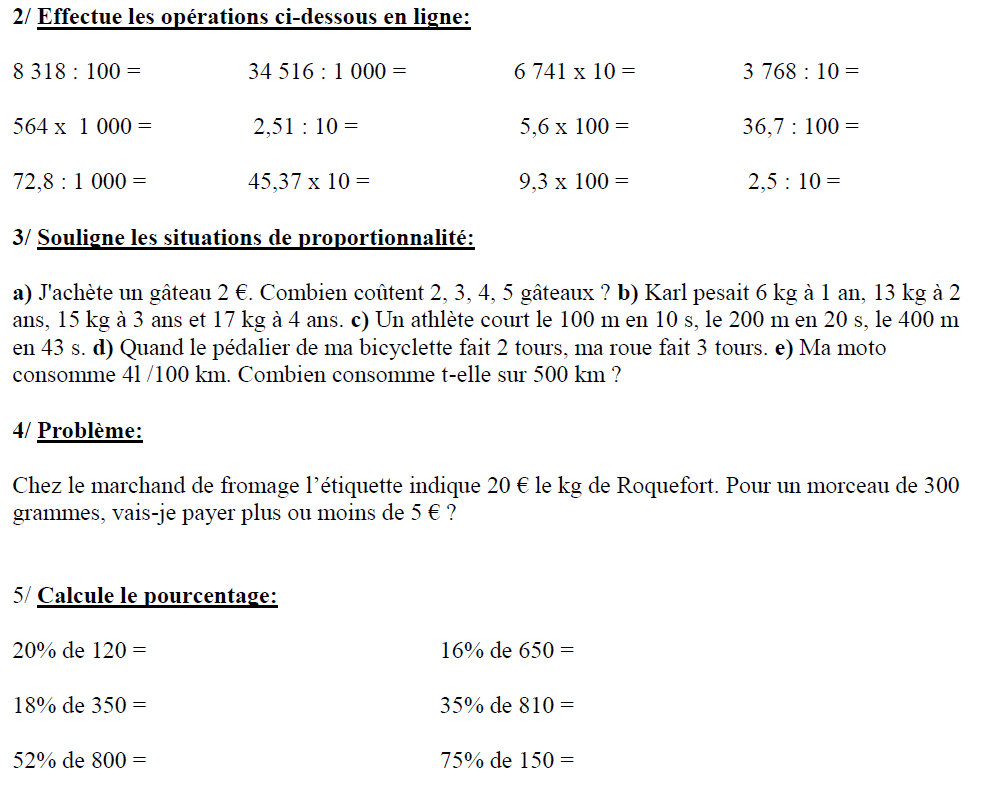 2/ Effectue les opérations ci-dessous en ligne:
8 318 : 100 = 34 516 : 1 000 = 6 741 x 10 = 3 768 : 10 =
564 x 1 000 = 2,51 : 10 = 5,6 x 100 = 36,7 : 100 =
72,8 : 1 000 = 45,37 x 10 = 9,3 x 100 = 2,5 : 10 =
3/ Souligne les situations de proportionnalité:
a) J'achète un gâteau 2 €. Combien coûtent 2, 3, 4, 5 gâteaux ? b) Karl pesait 6 kg à 1 an, 13 kg à 2
ans, 15 kg à 3 ans et 17 kg à 4 ans. c) Un athlète court le 100 m en 10 s, le 200 m en 20 s, le 400 m
en 43 s. d) Quand le pédalier de ma bicyclette fait 2 tours, ma roue fait 3 tours. e) Ma moto
consomme 4l /100 km. Combien consomme t-elle sur 500 km ?
4/ Problème:
Chez le marchand de fromage l’étiquette indique 20 € le kg de Roquefort. Pour un morceau de 300
grammes, vais-je payer plus ou moins de 5 € ?
5/ Calcule le pourcentage:
20% de 120 = 16% de 650 =
18% de 350 = 35% de 810 =
52% de 800 = 75% de 150 =